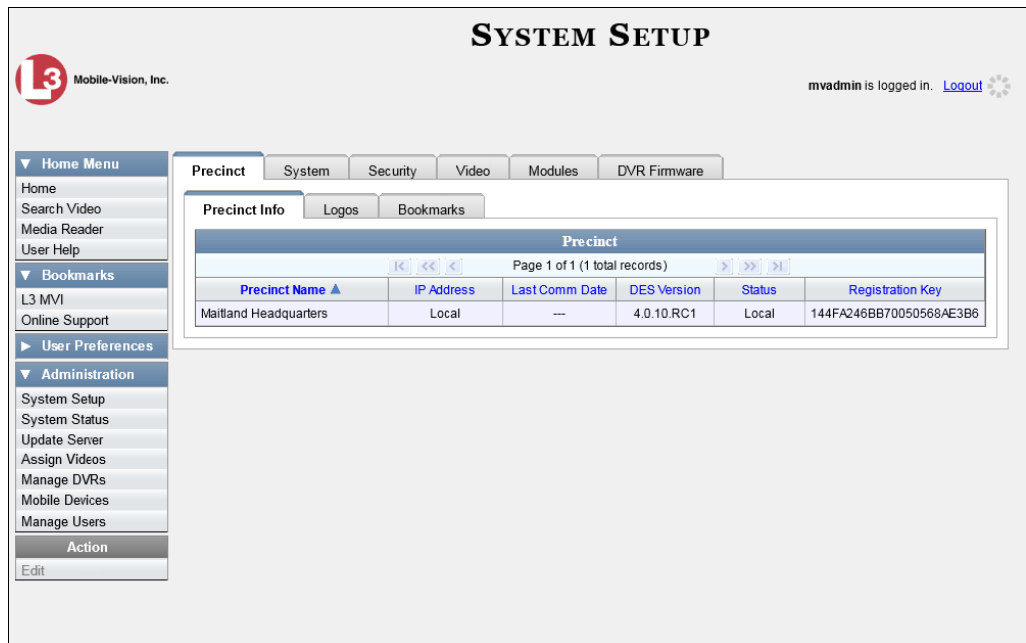 SYSTEM SETUP
L3 Mobile-Vision, Inc.
mvadmin is logged in. Logout
▼ Home Menu
Home
Search Video
Media Reader
User Help
▼ Bookmarks
L3 MVI
Online Support
► User Preferences
▼ Administration
System Setup
System Status
Update Server
Assign Videos
Manage DVRs
Mobile Devices
Manage Users
Action
Edit
Precinct System Security Video Modules DVR Firmware
Precinct Info Logos Bookmarks
Precinct
|< << < Page 1 of 1 (1 total records) > >> >|
Precinct Name ▲ IP Address Last Comm Date DES Version Status Registration Key
Maitland Headquarters Local --- 4.0.10.RC1 Local 144FA246BB70050568AE3B6